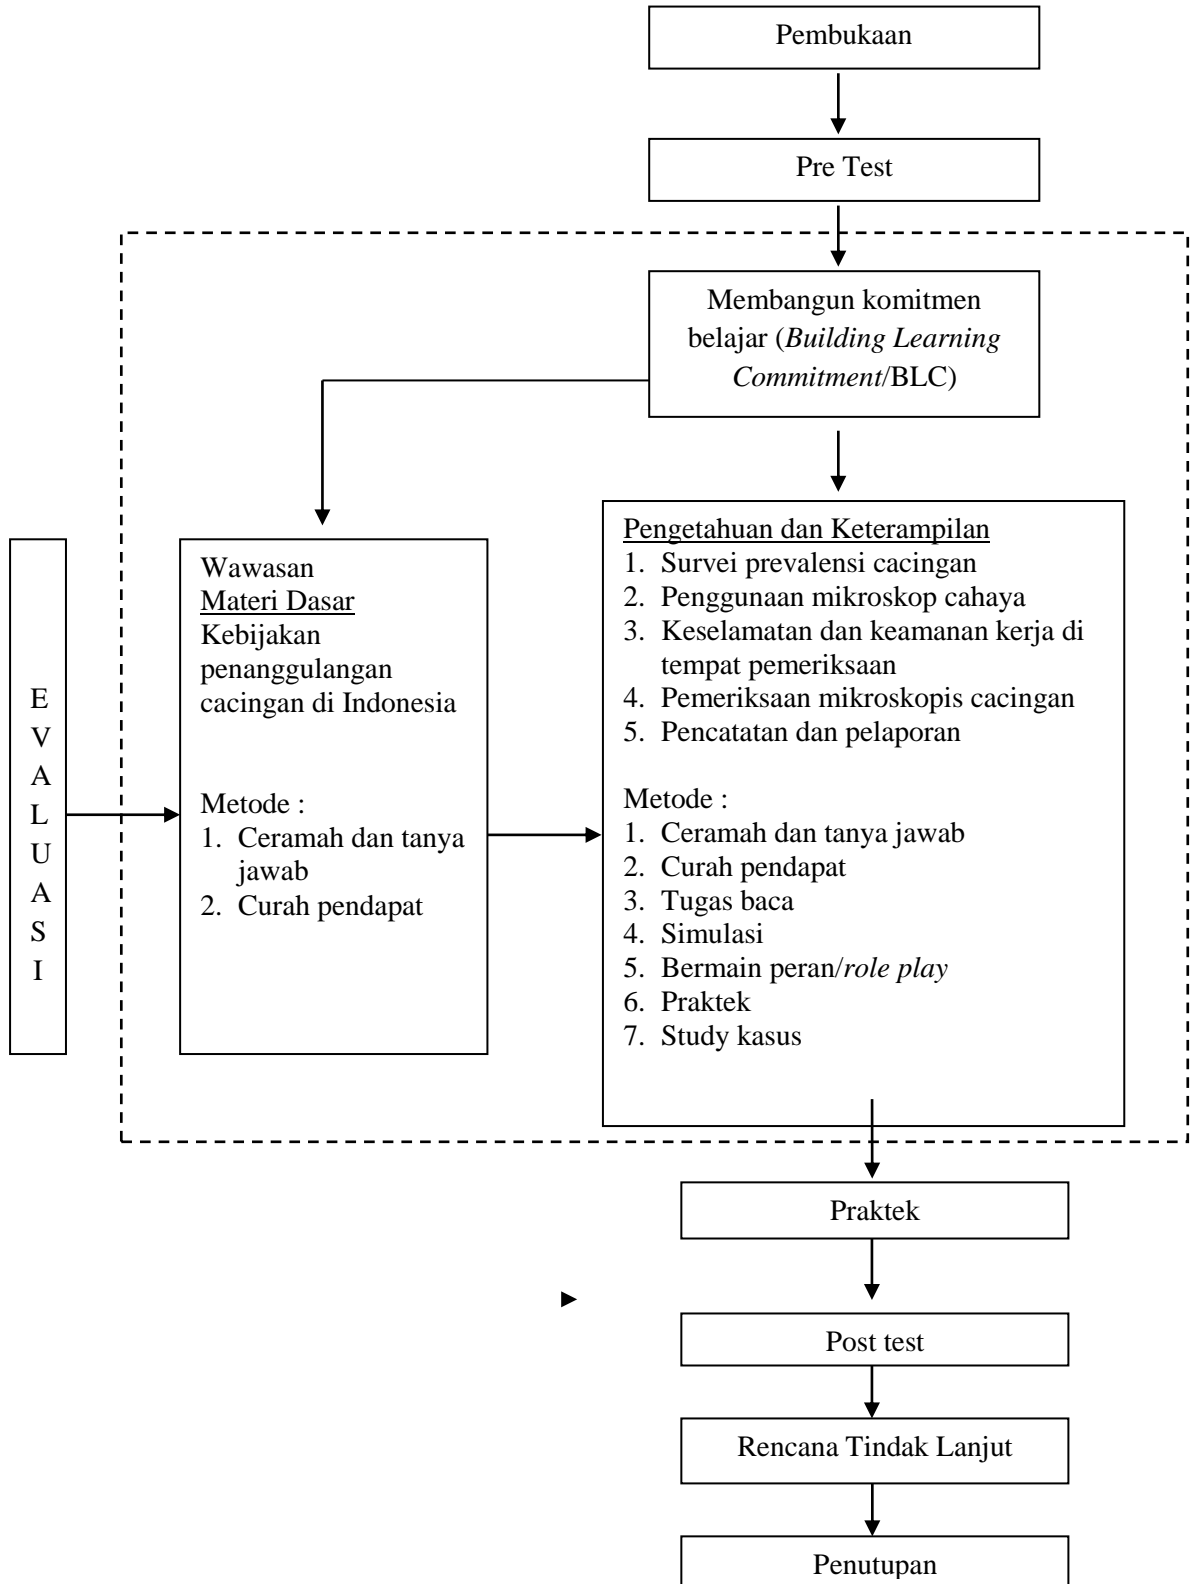 Pembukaan
Pre Test
Membangun komitmen
belajar (Building Learning
Commitment/BLC)
E
V
A
L
U
A
S
I
Wawasan
Materi Dasar
Kebijakan
penanggulangan
cacingan di Indonesia
Metode :
1. Ceramah dan tanya
jawab
2. Curah pendapat
Pengetahuan dan Keterampilan
1. Survei prevalensi cacingan
2. Penggunaan mikroskop cahaya
3. Keselamatan dan keamanan kerja di
tempat pemeriksaan
4. Pemeriksaan mikroskopis cacingan
5. Pencatatan dan pelaporan
Metode :
1. Ceramah dan tanya jawab
2. Curah pendapat
3. Tugas baca
4. Simulasi
5. Bermain peran/role play
6. Praktek
7. Study kasus
Praktek
Post test
Rencana Tindak Lanjut
Penutupan